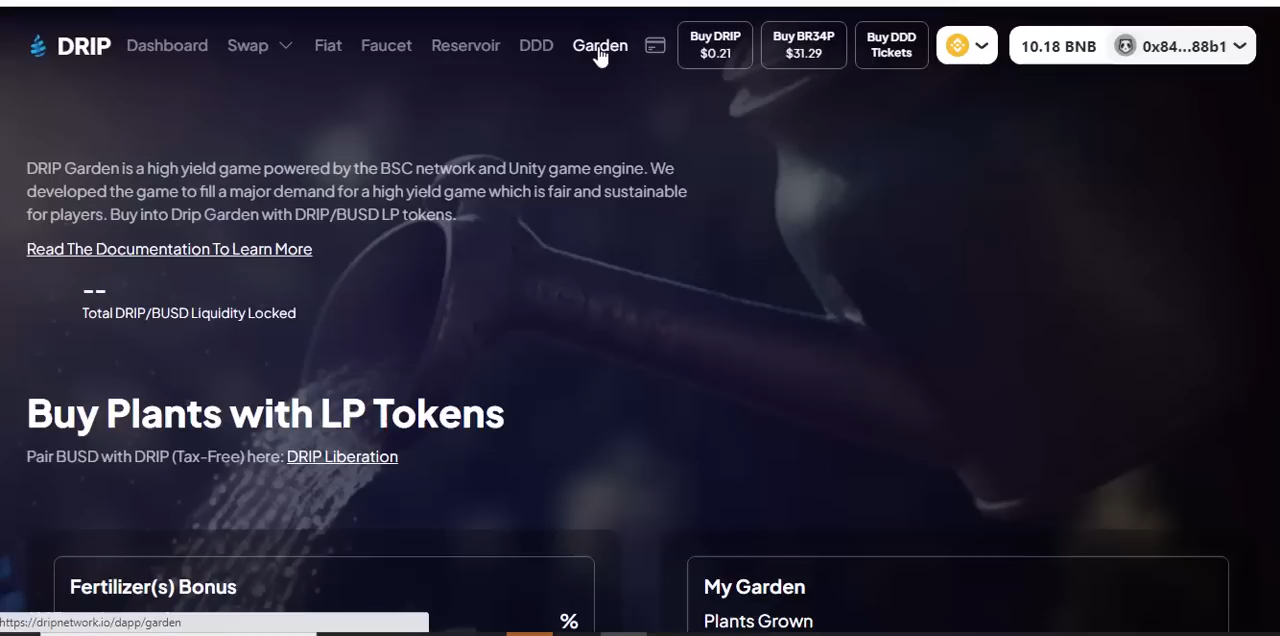 DRIP Dashboard Swap Fiat Faucet Reservoir DDD Garden
Buy DRIP
$0.21
Buy BR34P
$31.29
Buy DDD
Tickets
10.18 BNB 0x84...88b1
DRIP Garden is a high yield game powered by the BSC network and Unity game engine. We
developed the game to fill a major demand for a high yield game which is fair and sustainable
for players. Buy into Drip Garden with DRIP/BUSD LP tokens.
Read The Documentation To Learn More
--
Total DRIP/BUSD Liquidity Locked
Buy Plants with LP Tokens
Pair BUSD with DRIP (Tax-Free) here: DRIP Liberation
Fertilizer(s) Bonus
%
My Garden
Plants Grown
https://dripnetwork.io/dapp/garden